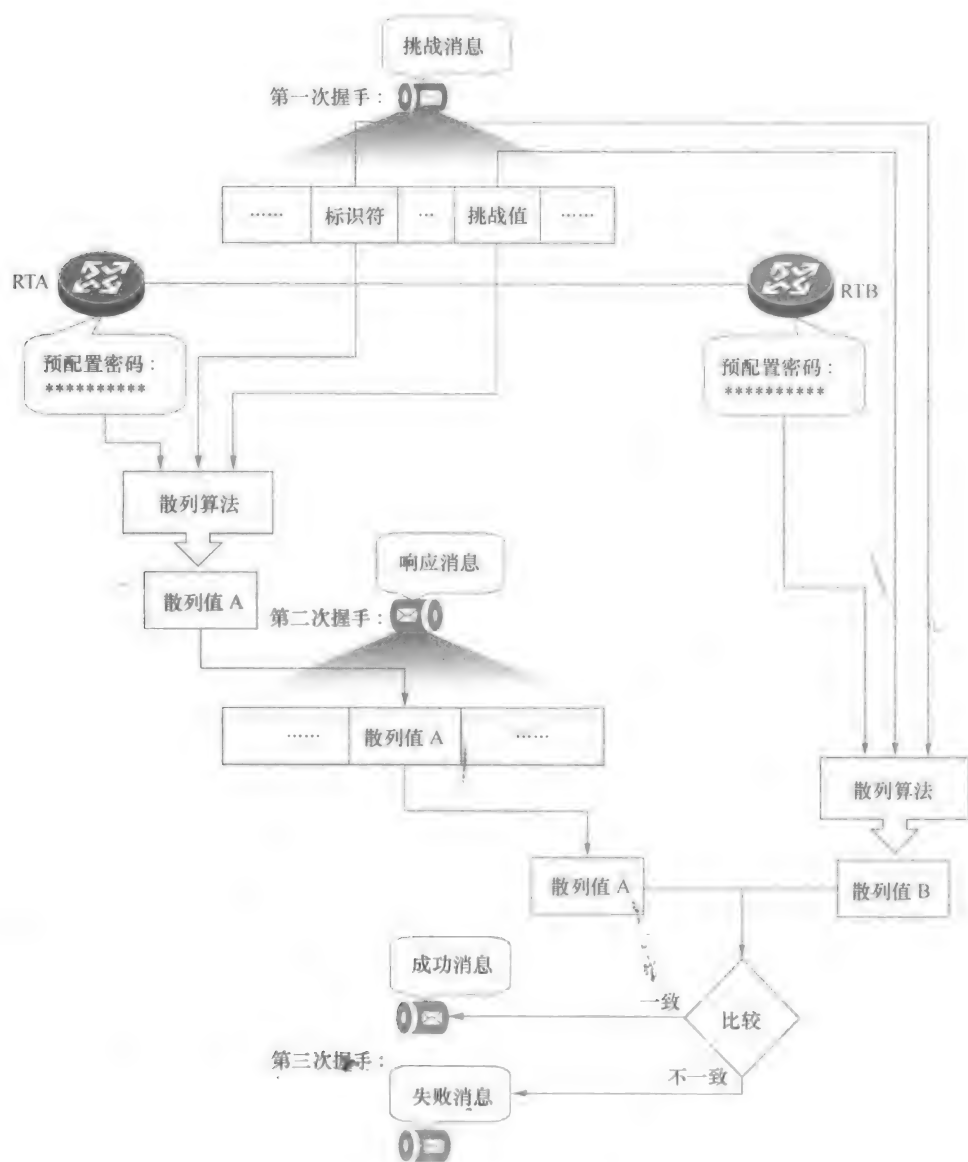 挑战消息
第一次握手：
…… 标识符 … 挑战值 ……
RTA
RTB
预配置密码：
**********
预配置密码：
**********
散列算法
散列值 A
响应消息
第二次握手：
…… 散列值 A ……
散列算法
散列值 A
散列值 B
成功消息
一致
比较
第三次握手：
不一致
失败消息